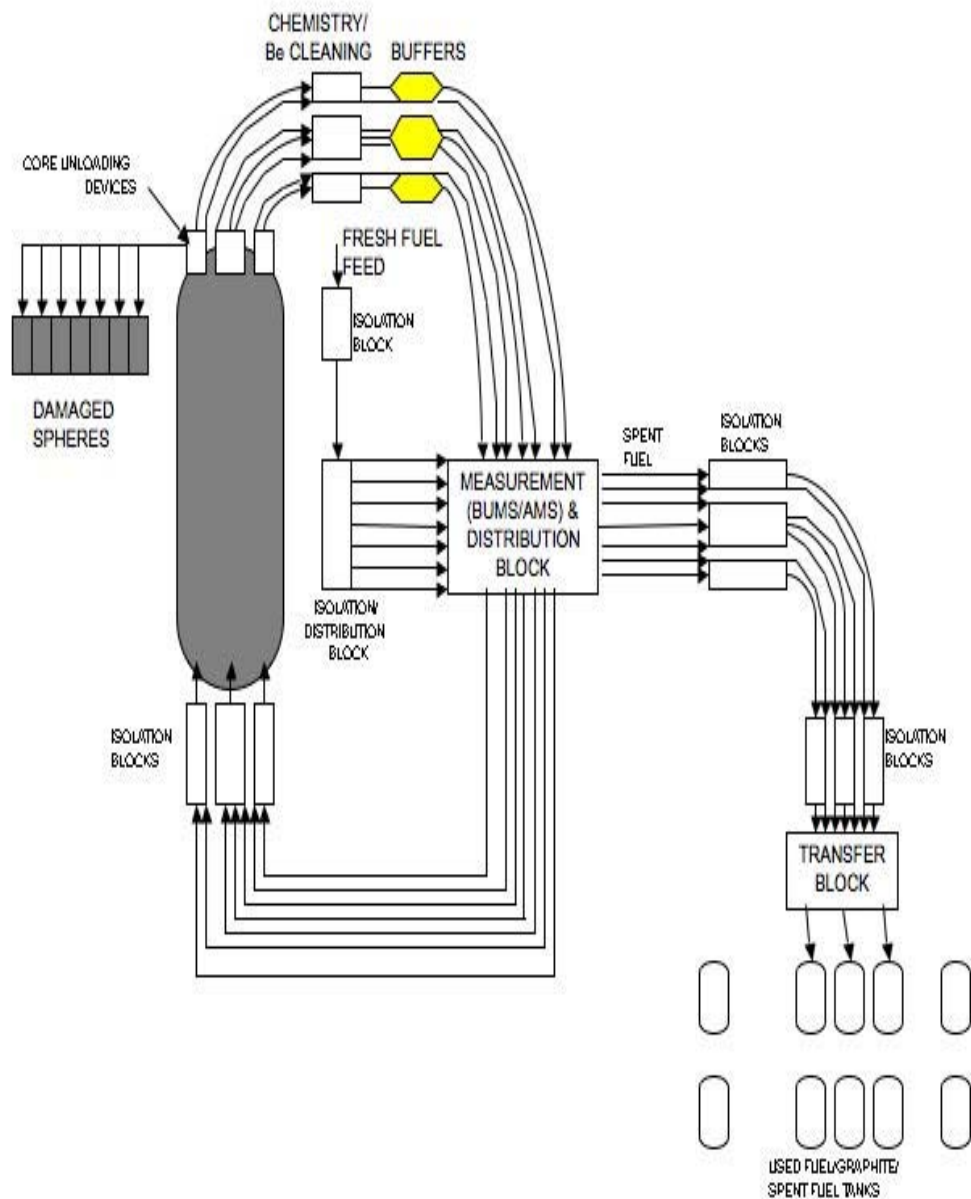 CHEMISTRY/
Be CLEANING
BUFFERS
CORE UNLOADING
DEVICES
FRESH FUEL
FEED
ISOLATION
BLOCK
DAMAGED
SPHERES
SPENT
FUEL
ISOLATION
BLOCKS
MEASUREMENT
(BUMS/AMS) &
DISTRIBUTION
BLOCK
ISOLATION/
DISTRIBUTION
BLOCK
ISOLATION
BLOCKS
ISOLATION
BLOCKS
TRANSFER
BLOCK
USED FUEL/GRAPHITE/
SPENT FUEL TANKS